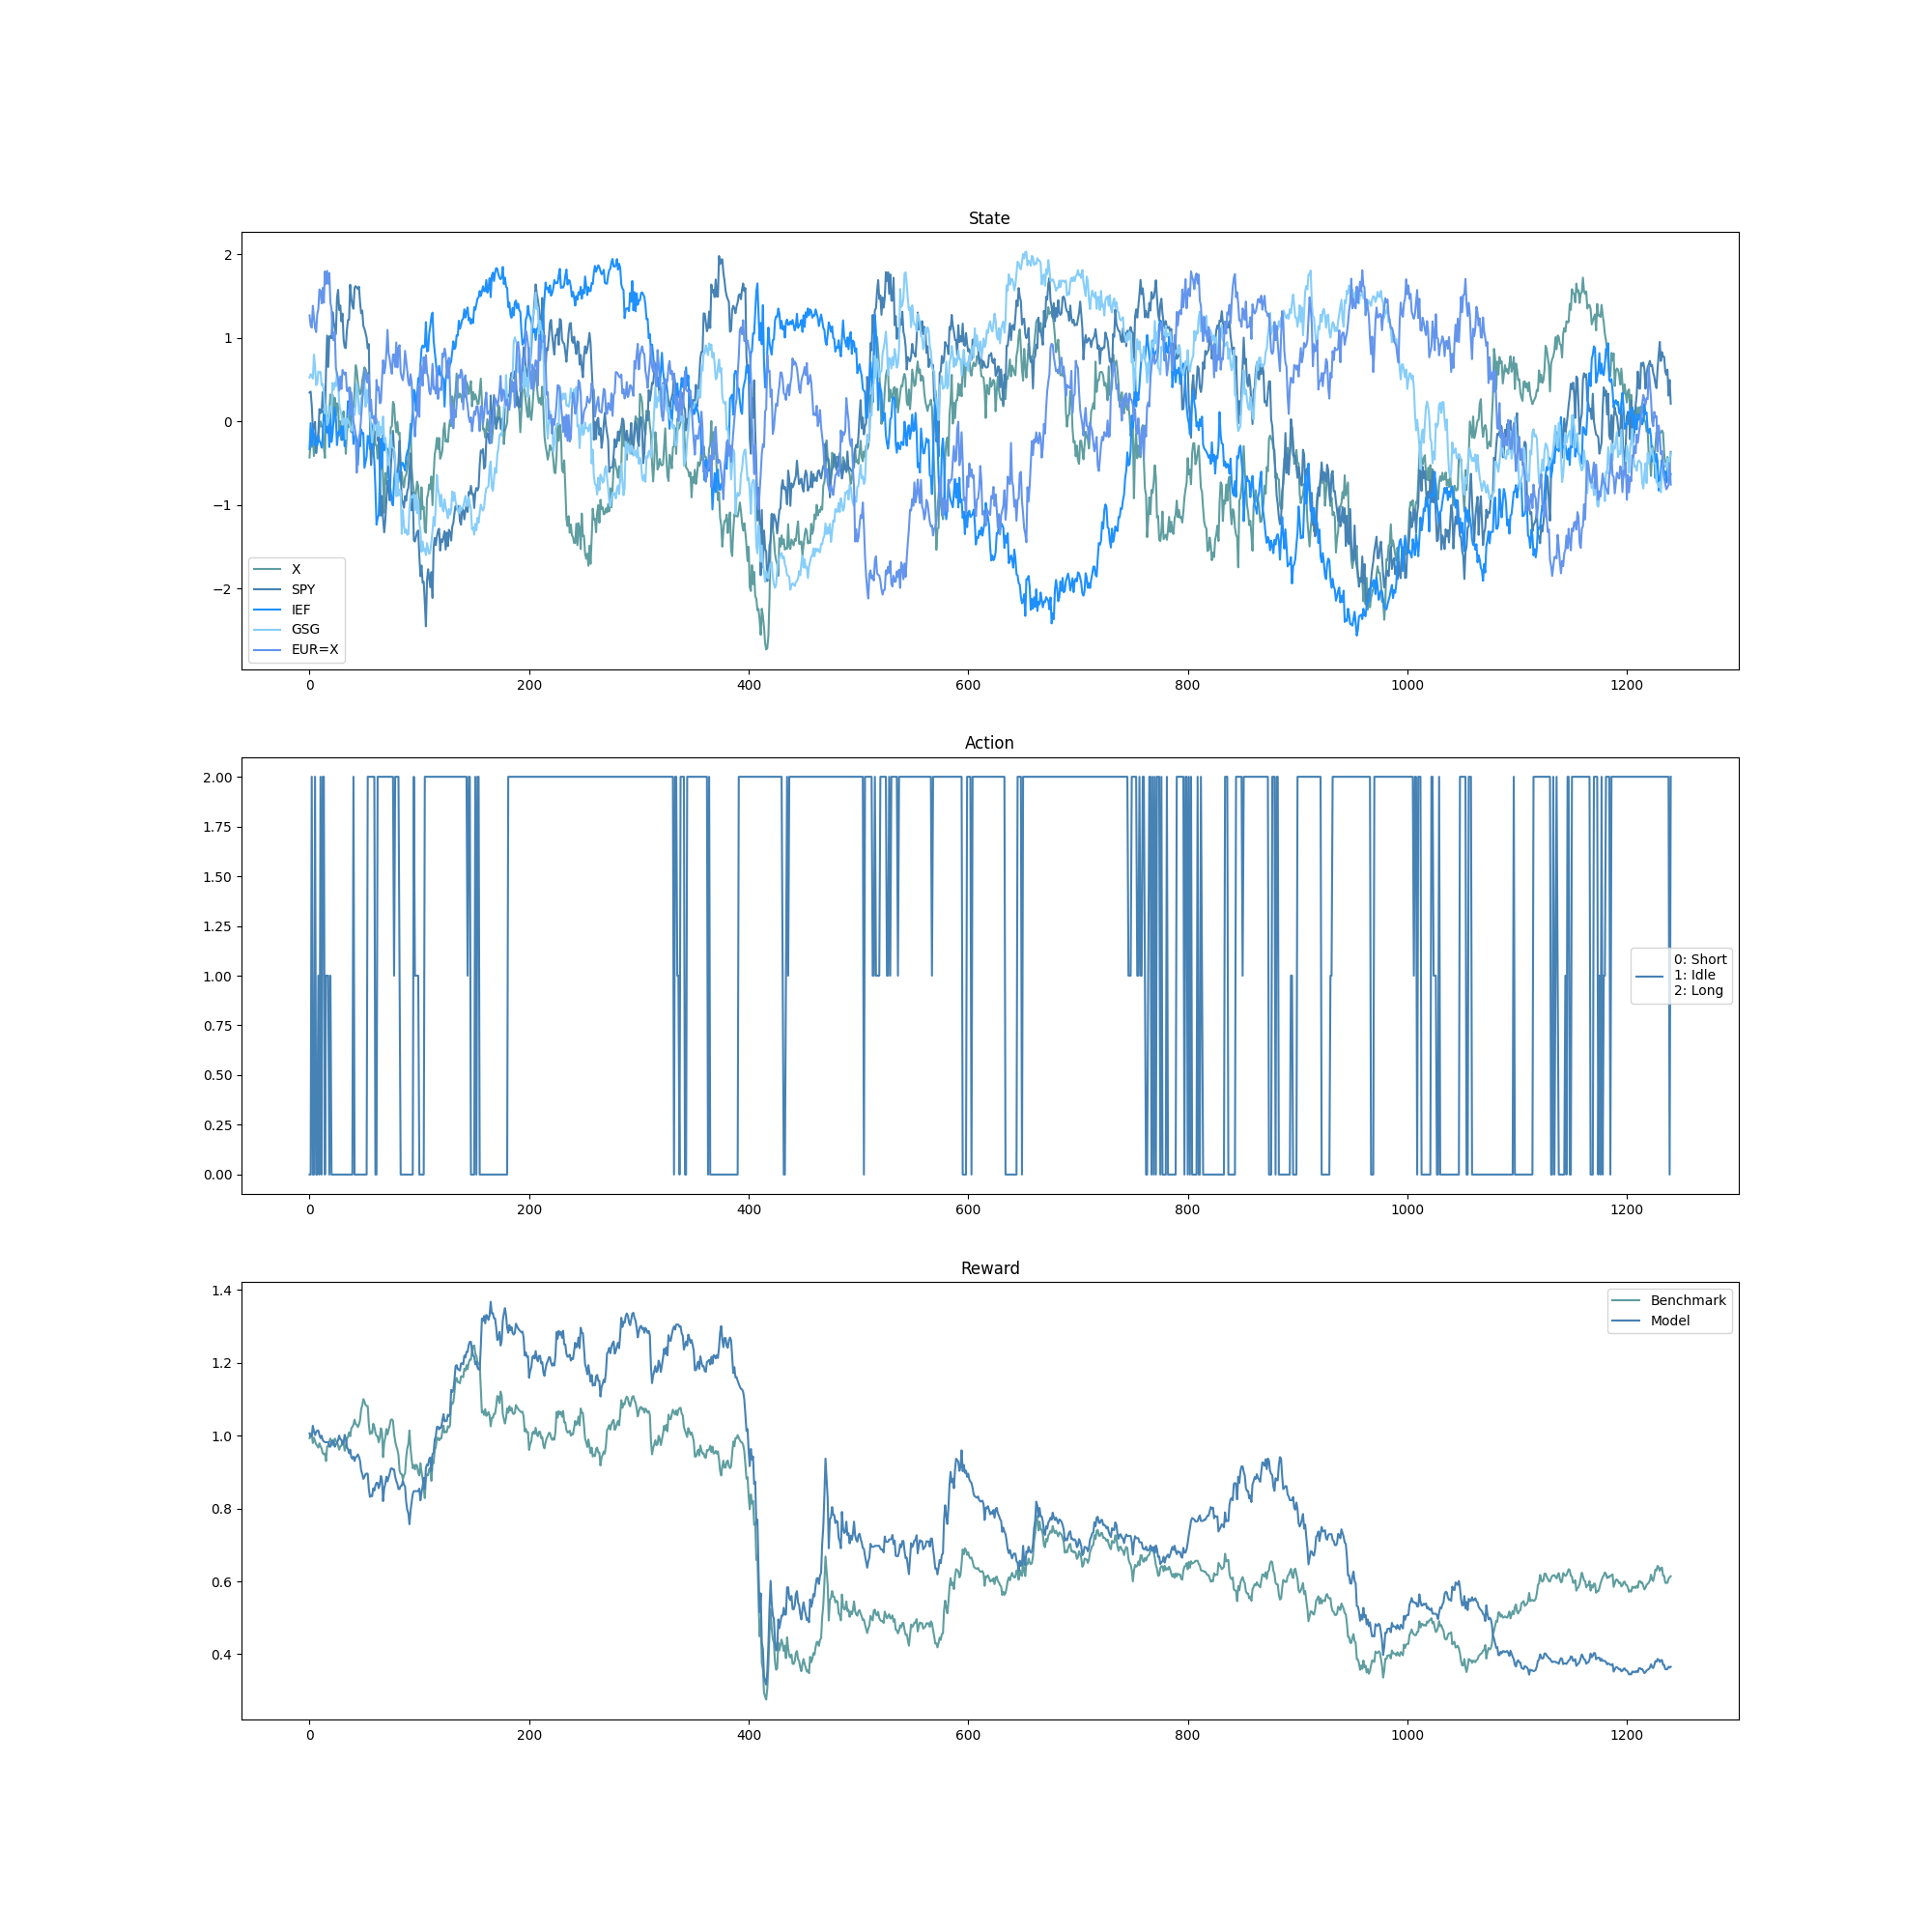 State
2
1
0
−1
−2
X
SPY
IEF
GSG
EUR=X
0 200 400 600 800 1000 1200
Action
2.00
1.75
1.50
1.25
1.00
0.75
0.50
0.25
0.00
0: Short
1: Idle
2: Long
0 200 400 600 800 1000 1200
Reward
1.4
1.2
1.0
0.8
0.6
0.4
Benchmark
Model
0 200 400 600 800 1000 1200